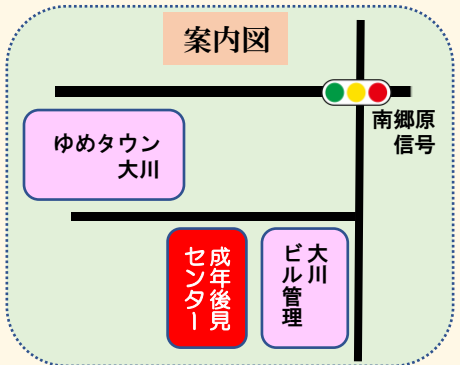 案内図
南郷原
信号
ゆめタウン
大川
成年後見
センター
大川
ビル管理